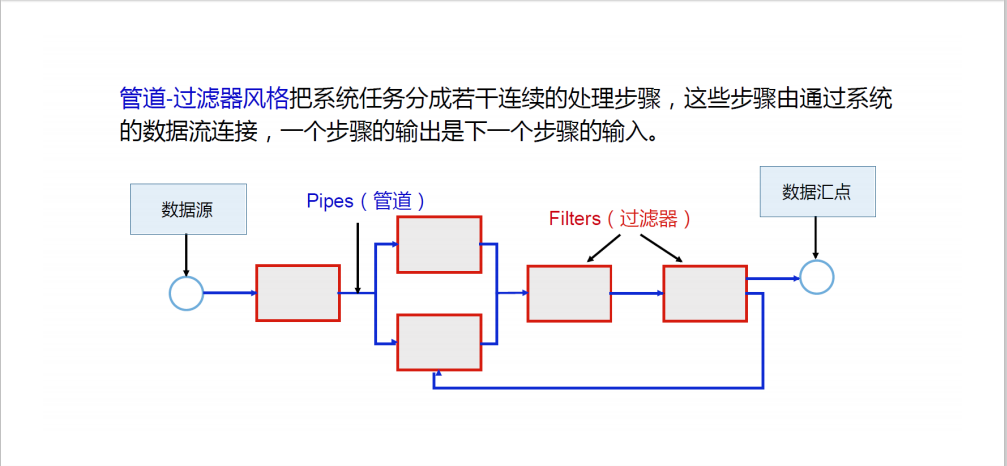 管道-过滤器风格把系统任务分成若干连续的处理步骤，这些步骤由通过系统
的数据流连接，一个步骤的输出是下一个步骤的输入。
数据源
Pipes（管道）
Filters（过滤器）
数据汇点